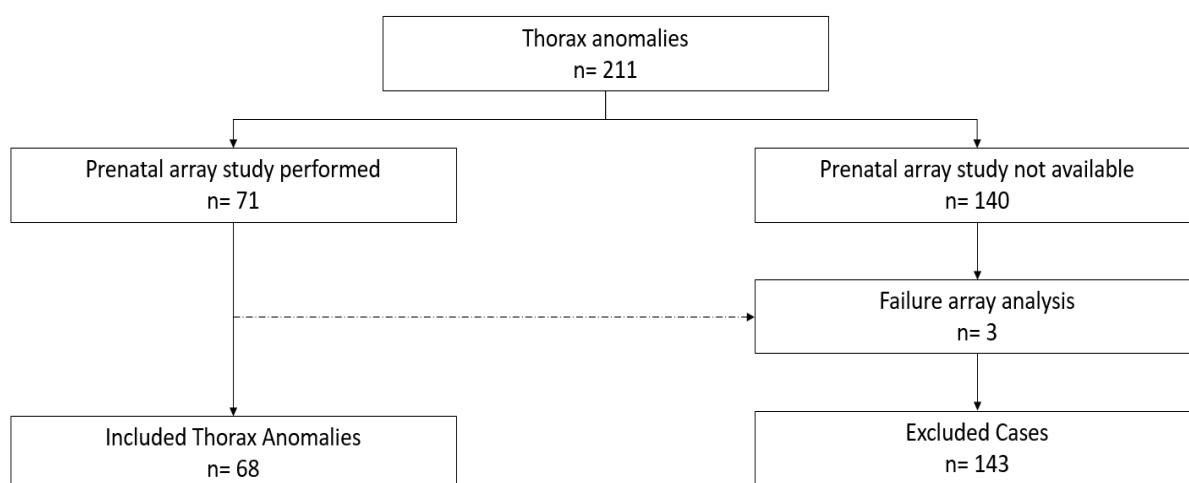 Thorax anomalies
n= 211
Prenatal array study performed
n= 71
Prenatal array study not available
n= 140
Failure array analysis
n= 3
Included Thorax Anomalies
n= 68
Excluded Cases
n= 143